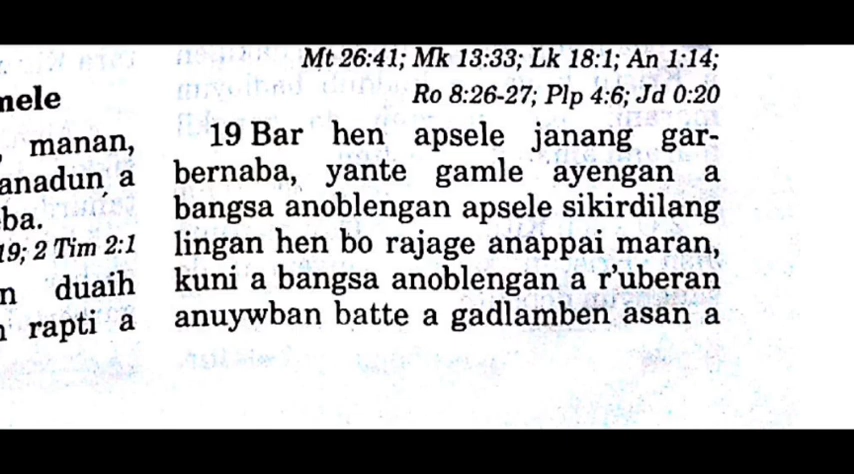 mele
manan,
anadun, a
ba.
19; 2 Tim 2:1
n duaih
rapti a
Mt 26:41; Mk 13:33; Lk 18:1; An 1:14;
Ro 8:26-27; Plp 4:6; Jd 0:20
19 Bar hen apsele janang gar-
bernaba, yante gamle ayengan a
bangsa anoblengan apsele sikirdilang
lingan hen bo rajage anappai maran,
kuni a bangsa anoblengan a r'uberan
anuywban batte a gadlamben asan a